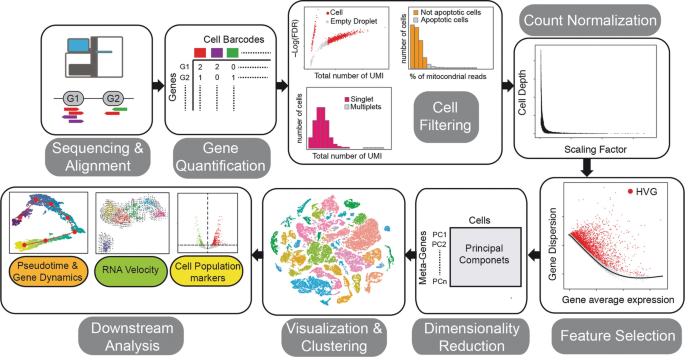 G1
G2
Sequencing &
Alignment
Cell Barcodes
Genes
G1 2 2 0
G2 1 0 1
Gene
Quantification
Cell
Empty Droplet
–Log(FDR)
Total number of UMI
Not apoptotic cells
Apoptotic cells
number of cells
% of mitocondrial reads
Singlet
Multiplets
number of cells
Total number of UMI
Cell
Filtering
Count Normalization
Cell Depth
Scaling Factor
HVG
Gene Dispersion
Gene average expression
Feature Selection
Cells
Meta-Genes
PC1
PC2
PCn
Principal
Componets
Dimensionality
Reduction
Visualization &
Clustering
Pseudotime &
Gene Dynamics
RNA Velocity
Cell Population
markers
Downstream
Analysis